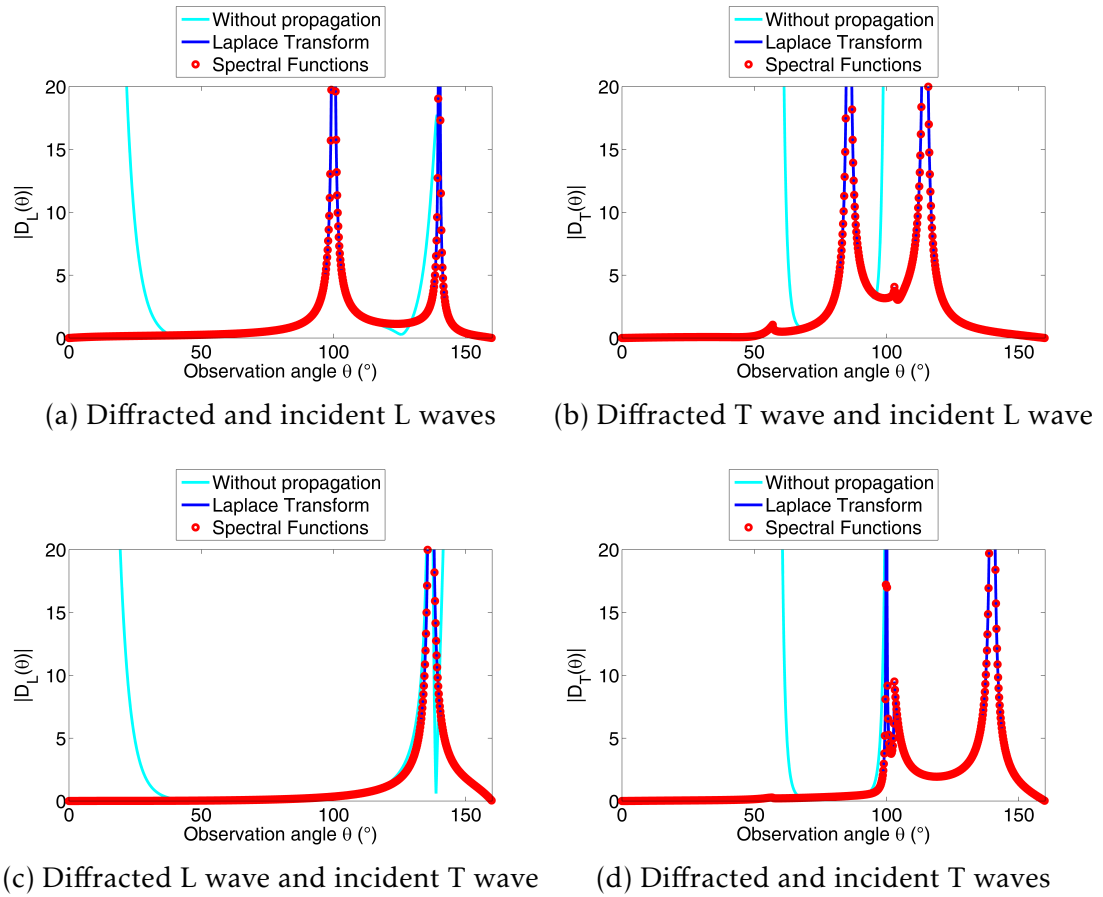 Without propagation
Laplace Transform
Spectral Functions
20
15
10
5
0
|D_L(θ)|
0 50 100 150
Observation angle θ (°)
(a) Diffracted and incident L waves
Without propagation
Laplace Transform
Spectral Functions
20
15
10
5
0
|D_T(θ)|
0 50 100 150
Observation angle θ (°)
(b) Diffracted T wave and incident L wave
Without propagation
Laplace Transform
Spectral Functions
20
15
10
5
0
|D_L(θ)|
0 50 100 150
Observation angle θ (°)
(c) Diffracted L wave and incident T wave
Without propagation
Laplace Transform
Spectral Functions
20
15
10
5
0
|D_T(θ)|
0 50 100 150
Observation angle θ (°)
(d) Diffracted and incident T waves